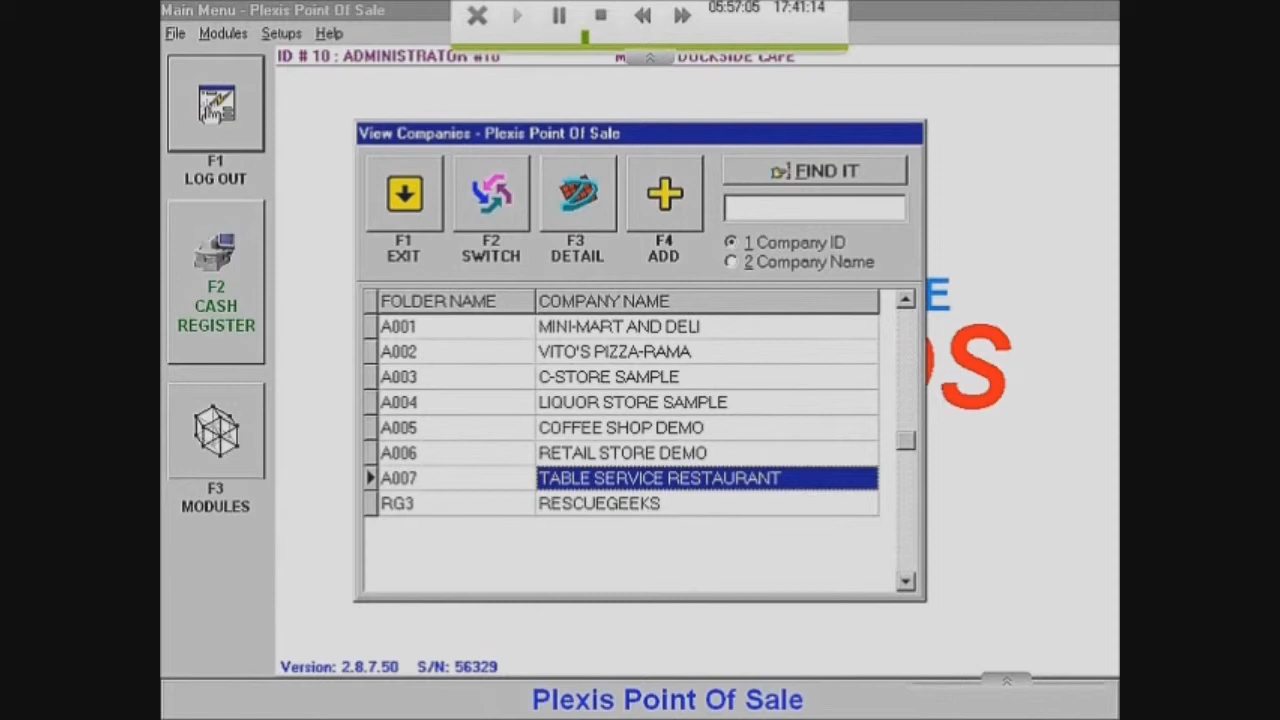 Main Menu - Plexis Point Of Sale
05:57:05 17:41:14
File Modules Setups Help
ID # 10 : ADMINISTRATOR #10
DOCKSIDE CAFE
View Companies - Plexis Point Of Sale
F1
LOG OUT
F2
CASH
REGISTER
F3
MODULES
F1
EXIT
F2
SWITCH
F3
DETAIL
F4
ADD
FIND IT
1 Company ID
2 Company Name
FOLDER NAME COMPANY NAME
A001 MINI-MART AND DELI
A002 VITO'S PIZZA-RAMA
A003 C-STORE SAMPLE
A004 LIQUOR STORE SAMPLE
A005 COFFEE SHOP DEMO
A006 RETAIL STORE DEMO
A007 TABLE SERVICE RESTAURANT
RG3 RESCUEGEEKS
E
OS
Version: 2.8.7.50 S/N: 56329
Plexis Point Of Sale